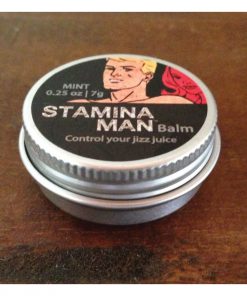 MINT
0.25 oz | 7g
STAMINA
MAN™ Balm
Control your jizz juice